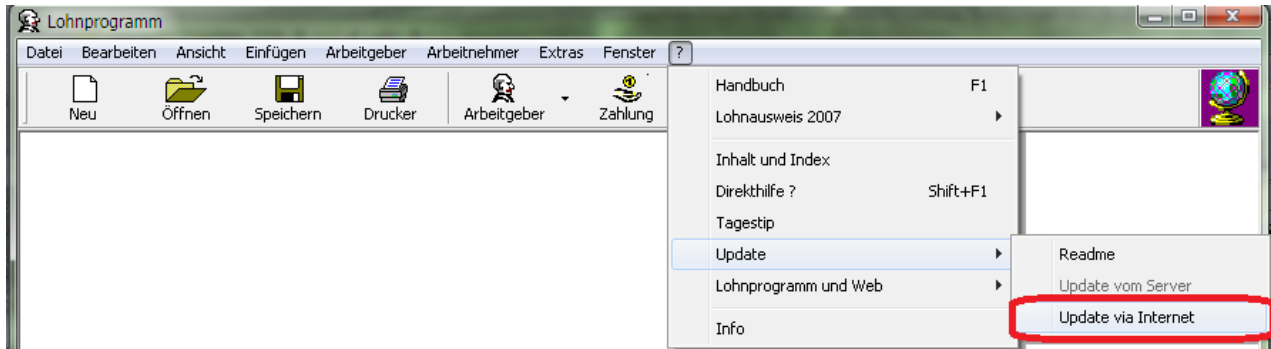 Lohnprogramm
Datei Bearbeiten Ansicht Einfügen Arbeitgeber Arbeitnehmer Extras Fenster ?
Neu Öffnen Speichern Drucker Arbeitgeber Zahlung
Handbuch F1
Lohnausweis 2007
Inhalt und Index
Direkthilfe ? Shift+F1
Tagestip
Update
Lohnprogramm und Web
Info
Readme
Update vom Server
Update via Internet